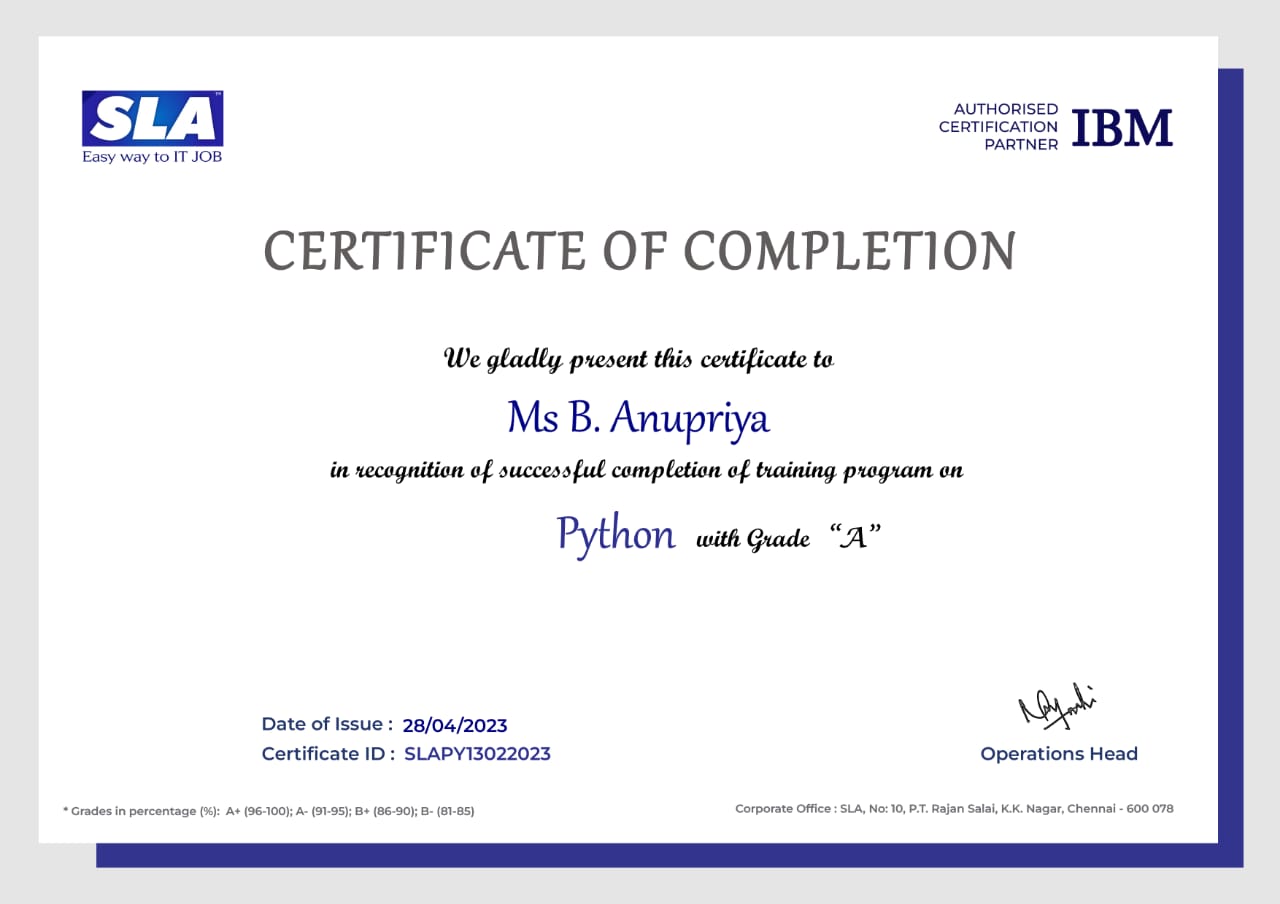 SLA
TM
Easy way to IT JOB
AUTHORISED
CERTIFICATION
PARTNER
IBM
CERTIFICATE OF COMPLETION
We gladly present this certificate to
Ms B. Anupriya
in recognition of successful completion of training program on
Python with Grade “A”
Date of Issue : 28/04/2023
Certificate ID : SLAPY13022023
Operations Head
* Grades in percentage (%): A+ (96-100); A- (91-95); B+ (86-90); B- (81-85)
Corporate Office : SLA, No: 10, P.T. Rajan Salai, K.K. Nagar, Chennai - 600 078